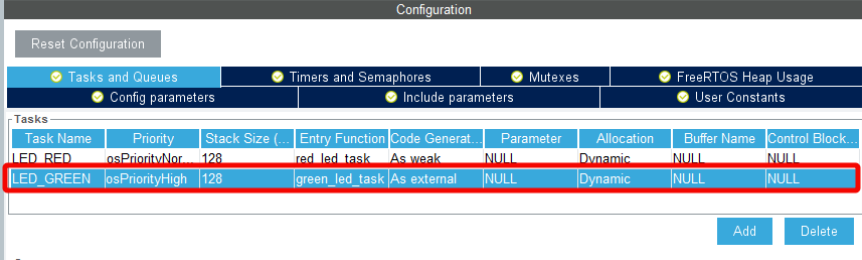 Configuration
Reset Configuration
Tasks and Queues Timers and Semaphores Mutexes FreeRTOS Heap Usage
Config parameters Include parameters User Constants
Tasks
Task Name Priority Stack Size (... Entry Function Code Generat... Parameter Allocation Buffer Name Control Block...
LED_RED osPriorityNor... 128 red_led_task As weak NULL Dynamic NULL NULL
LED_GREEN osPriorityHigh 128 green_led_task As external NULL Dynamic NULL NULL
Add Delete